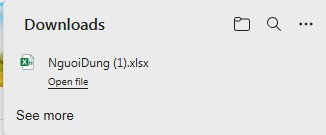 Downloads
NguoiDung (1).xlsx
Open file
See more